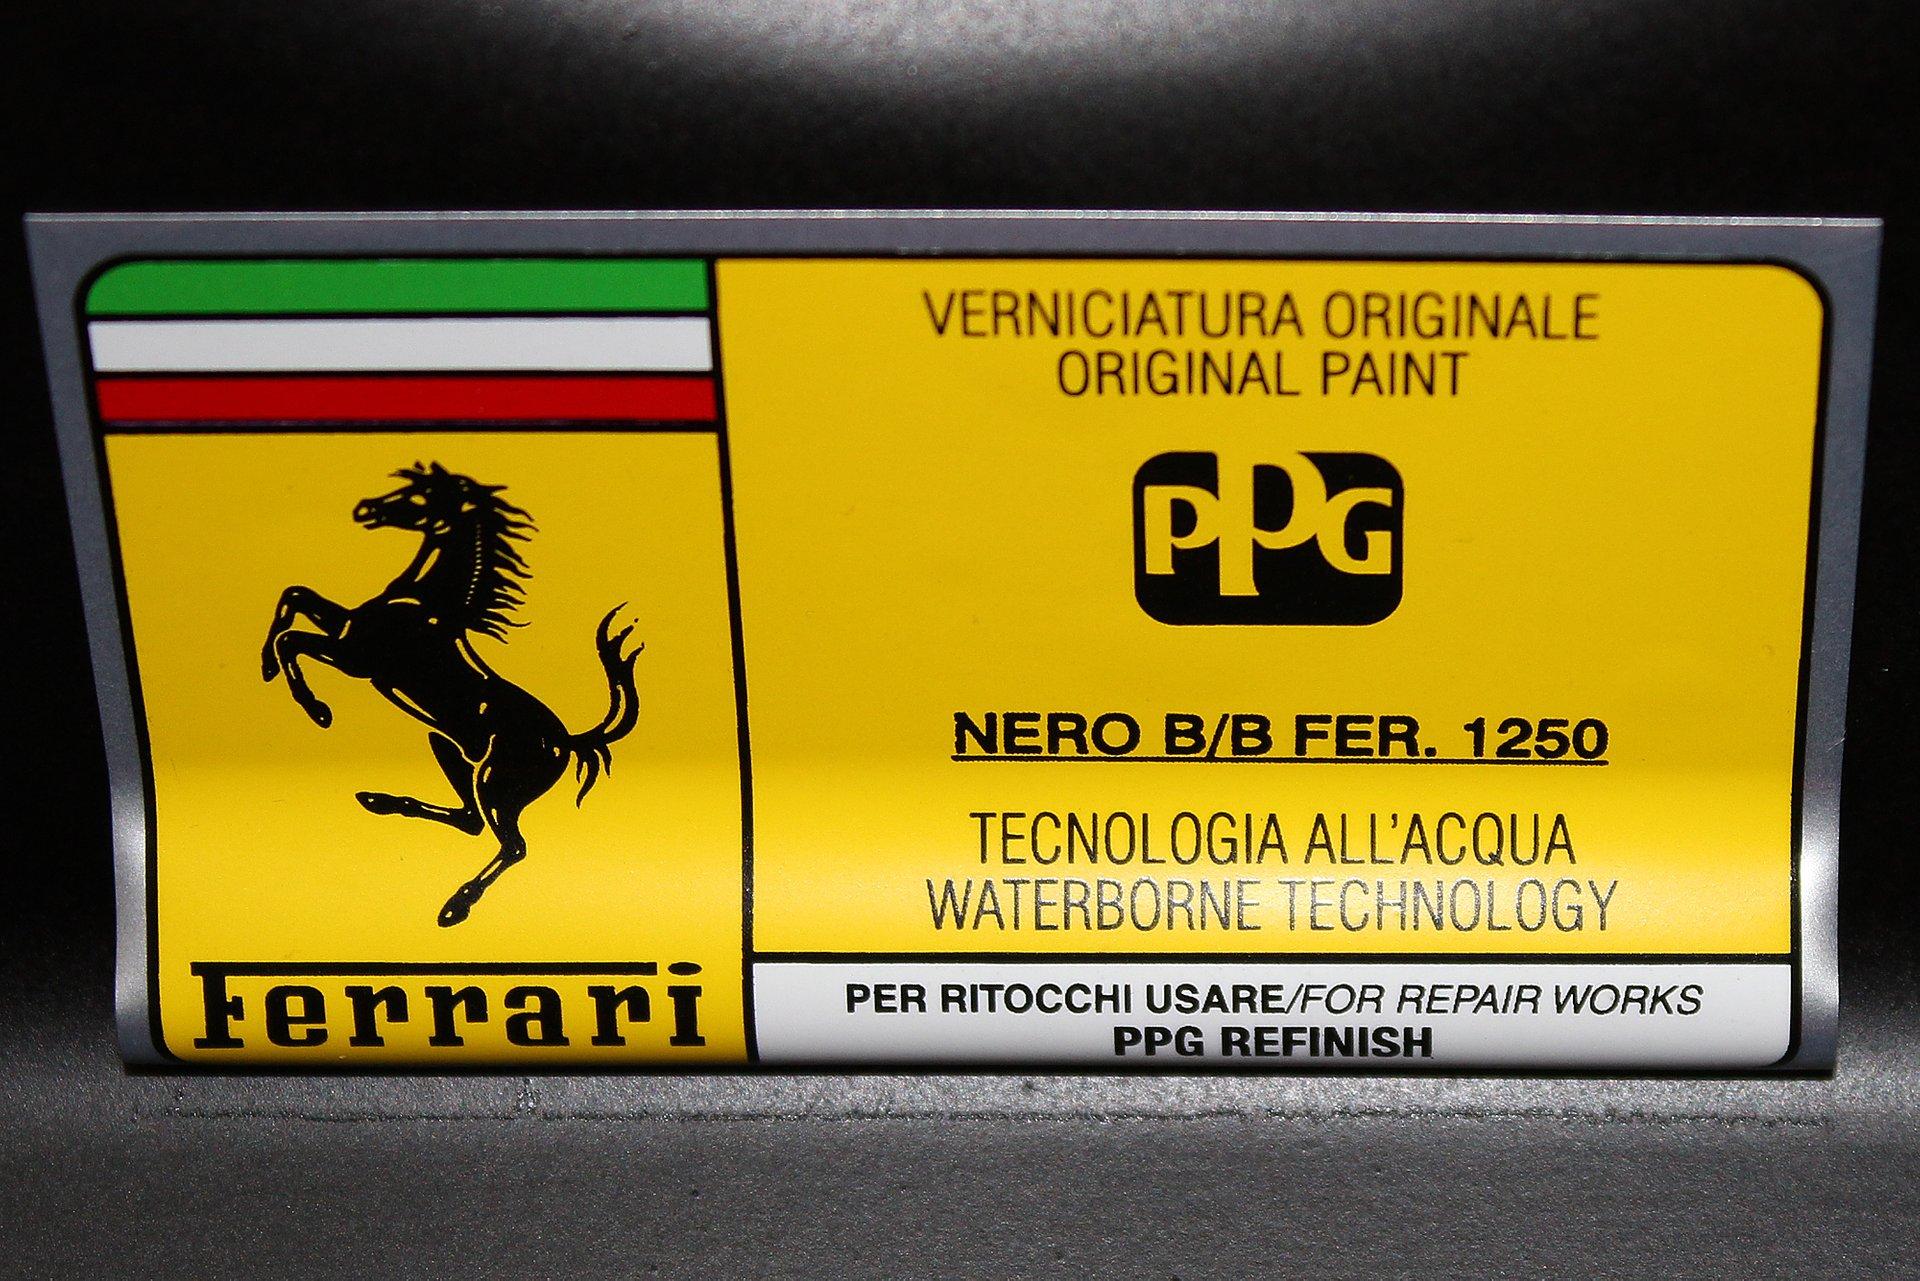 VERNICIATURA ORIGINALE
ORIGINAL PAINT
PPG
NERO B/B FER. 1250
TECNOLOGIA ALL'ACQUA
WATERBORNE TECHNOLOGY
Ferrari
PER RITOCCHI USARE/FOR REPAIR WORKS
PPG REFINISH